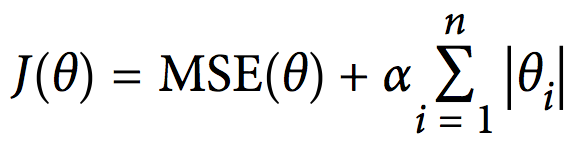 J(θ) = MSE(θ) + α ∑_{i = 1}^{n} |θ_i|